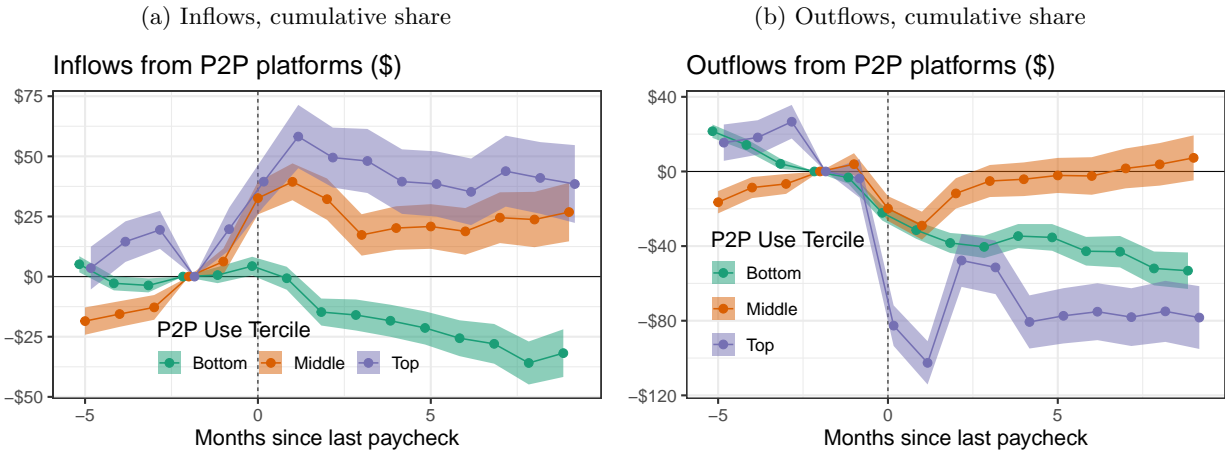 (a) Inflows, cumulative share
Inflows from P2P platforms ($)
$75
$50
$25
$0
−$25
−$50
P2P Use Tercile
Bottom
Middle
Top
−5
0
5
Months since last paycheck
(b) Outflows, cumulative share
Outflows from P2P platforms ($)
$40
$0
−$40
−$80
−$120
P2P Use Tercile
Bottom
Middle
Top
−5
0
5
Months since last paycheck